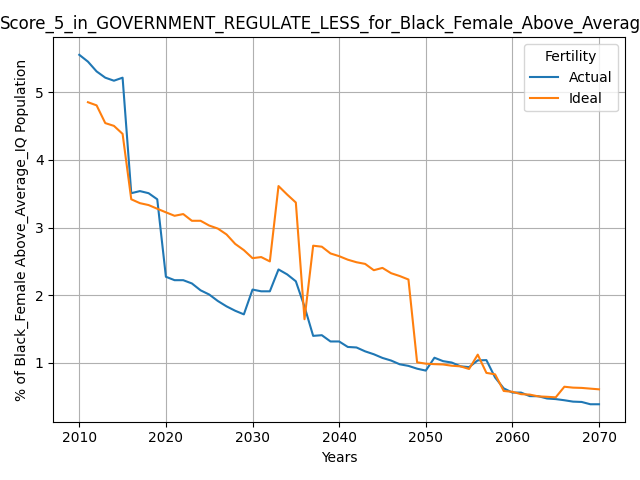 Score_5_in_GOVERNMENT_REGULATE_LESS_for_Black_Female_Above_Averag
Fertility
Actual
Ideal
% of Black_Female Above_Average_IQ Population
5
4
3
2
1
2010 2020 2030 2040 2050 2060 2070
Years